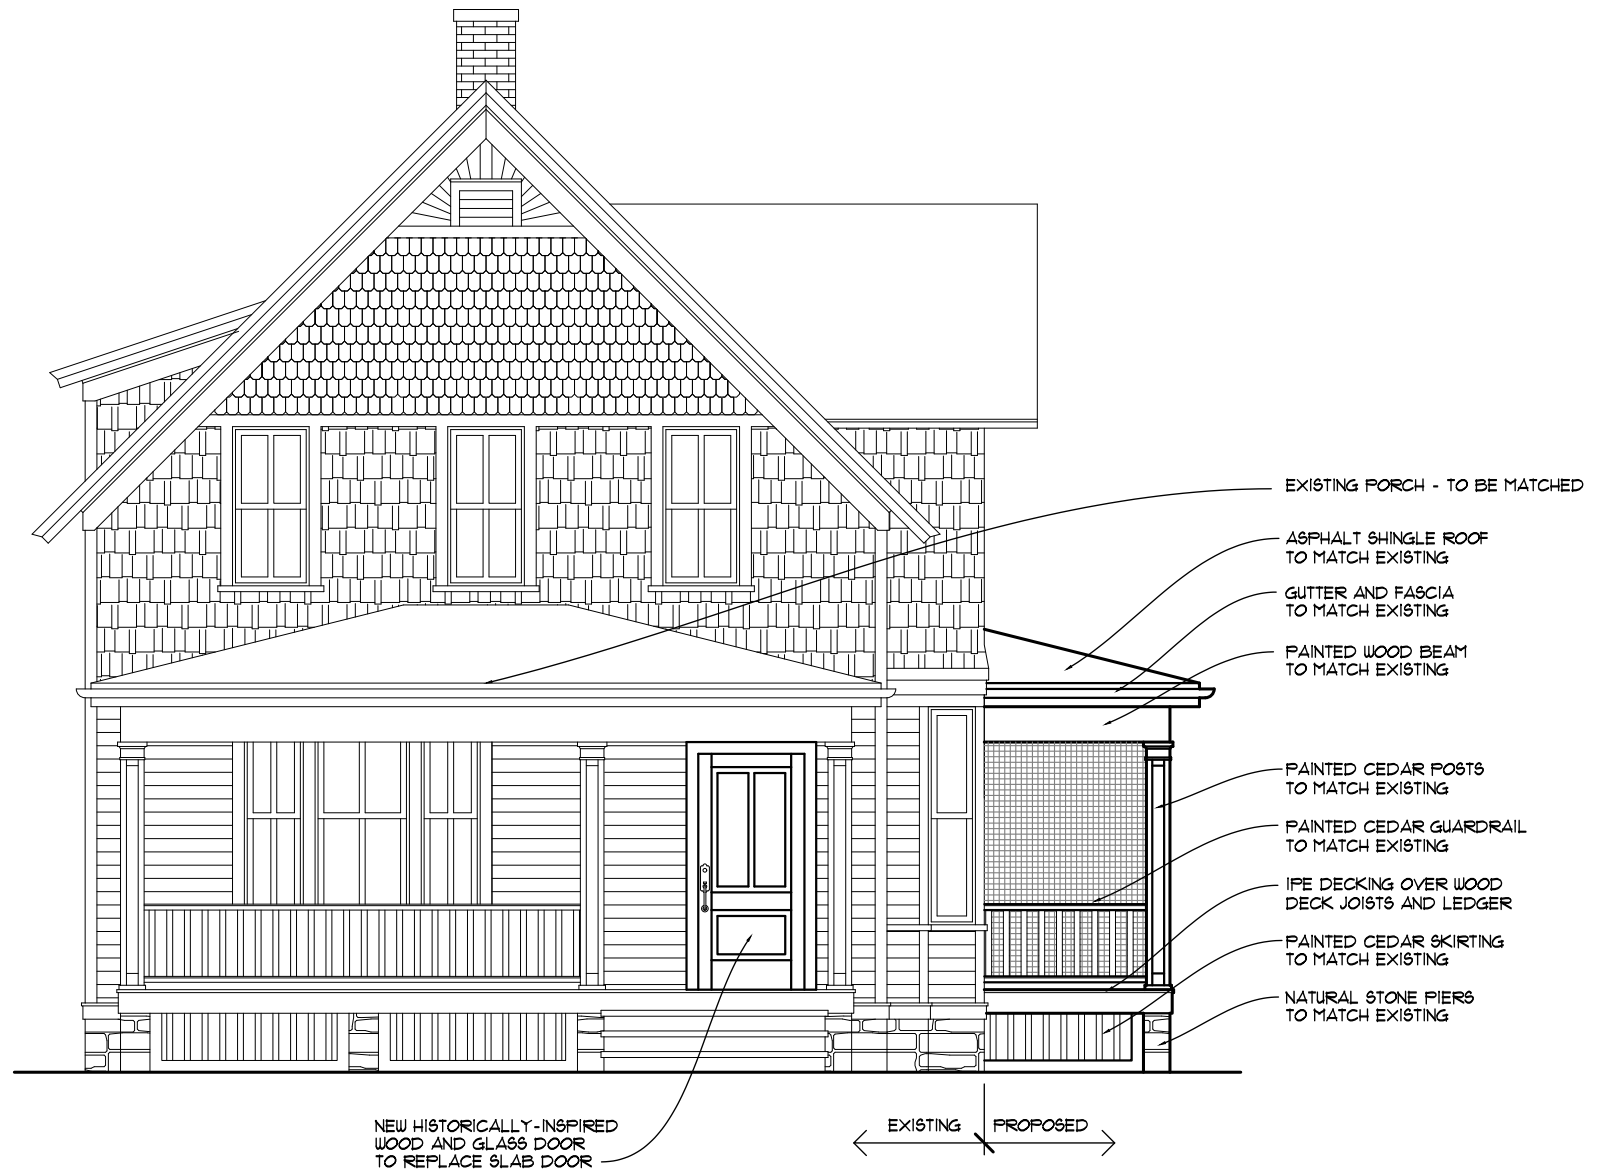 EXISTING PORCH - TO BE MATCHED
ASPHALT SHINGLE ROOF
TO MATCH EXISTING
GUTTER AND FASCIA
TO MATCH EXISTING
PAINTED WOOD BEAM
TO MATCH EXISTING
PAINTED CEDAR POSTS
TO MATCH EXISTING
PAINTED CEDAR GUARDRAIL
TO MATCH EXISTING
IPE DECKING OVER WOOD
DECK JOISTS AND LEDGER
PAINTED CEDAR SKIRTING
TO MATCH EXISTING
NATURAL STONE PIERS
TO MATCH EXISTING
NEW HISTORICALLY-INSPIRED
WOOD AND GLASS DOOR
TO REPLACE SLAB DOOR
EXISTING
PROPOSED